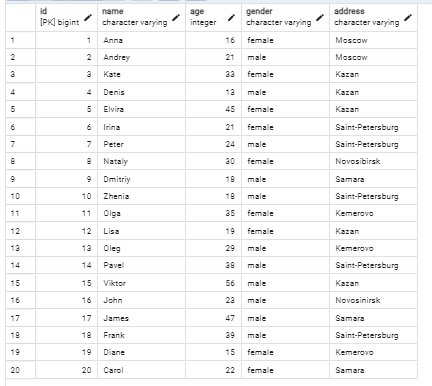 id name age gender address
[PK] bigint character varying integer character varying character varying
1 1 Anna 16 female Moscow
2 2 Andrey 21 male Moscow
3 3 Kate 33 female Kazan
4 4 Denis 13 male Kazan
5 5 Elvira 45 female Kazan
6 6 Irina 21 female Saint-Petersburg
7 7 Peter 24 male Saint-Petersburg
8 8 Nataly 30 female Novosibirsk
9 9 Dmitriy 18 male Samara
10 10 Zhenia 18 male Saint-Petersburg
11 11 Olga 35 female Kemerovo
12 12 Lisa 19 female Kazan
13 13 Oleg 29 male Kemerovo
14 14 Pavel 38 male Saint-Petersburg
15 15 Viktor 56 male Kazan
16 16 John 23 male Novosinirsk
17 17 James 47 male Samara
18 18 Frank 39 male Saint-Petersburg
19 19 Diane 15 female Kemerovo
20 20 Carol 22 female Samara